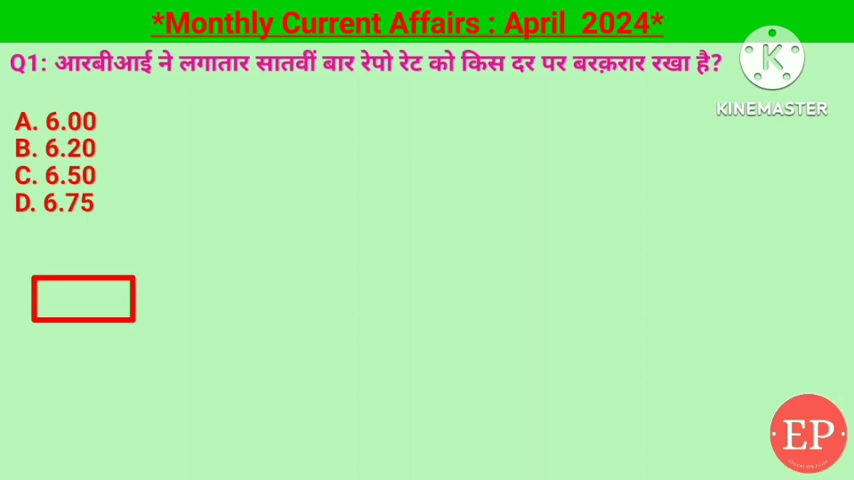 *Monthly Current Affairs : April 2024*
Q1: आरबीआई ने लगातार सातवीं बार रेपो रेट को किस दर पर बरक़रार रखा है?
K
KINEMASTER
A. 6.00
B. 6.20
C. 6.50
D. 6.75
EP